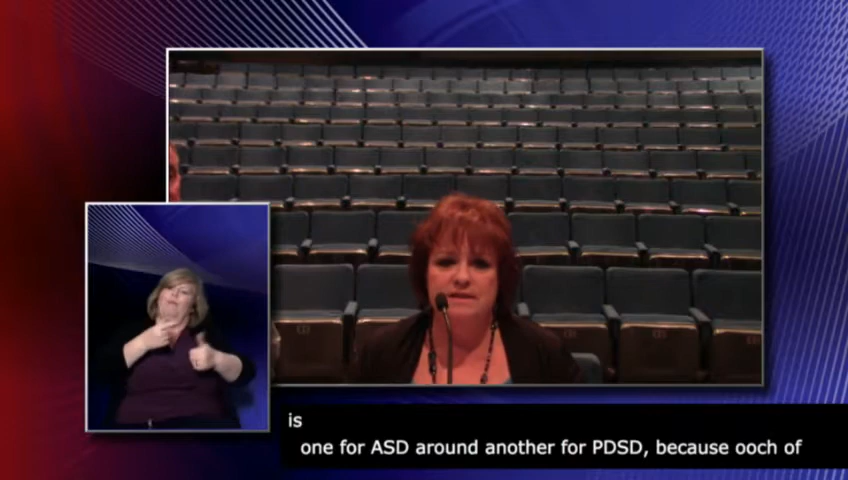 is
one for ASD around another for PDSD, because ooch of